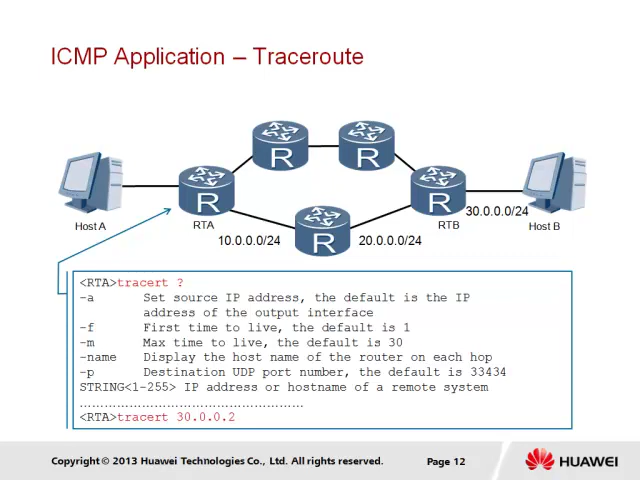 ICMP Application – Traceroute
R
R
R
R
R
Host A
RTA
10.0.0.0/24
20.0.0.0/24
RTB
30.0.0.0/24
Host B
<RTA>tracert ?
-a Set source IP address, the default is the IP
address of the output interface
-f First time to live, the default is 1
-m Max time to live, the default is 30
-name Display the host name of the router on each hop
-p Destination UDP port number, the default is 33434
STRING<1-255> IP address or hostname of a remote system
………………………………………………
<RTA>tracert 30.0.0.2
Copyright © 2013 Huawei Technologies Co., Ltd. All rights reserved.
Page 12
HUAWEI